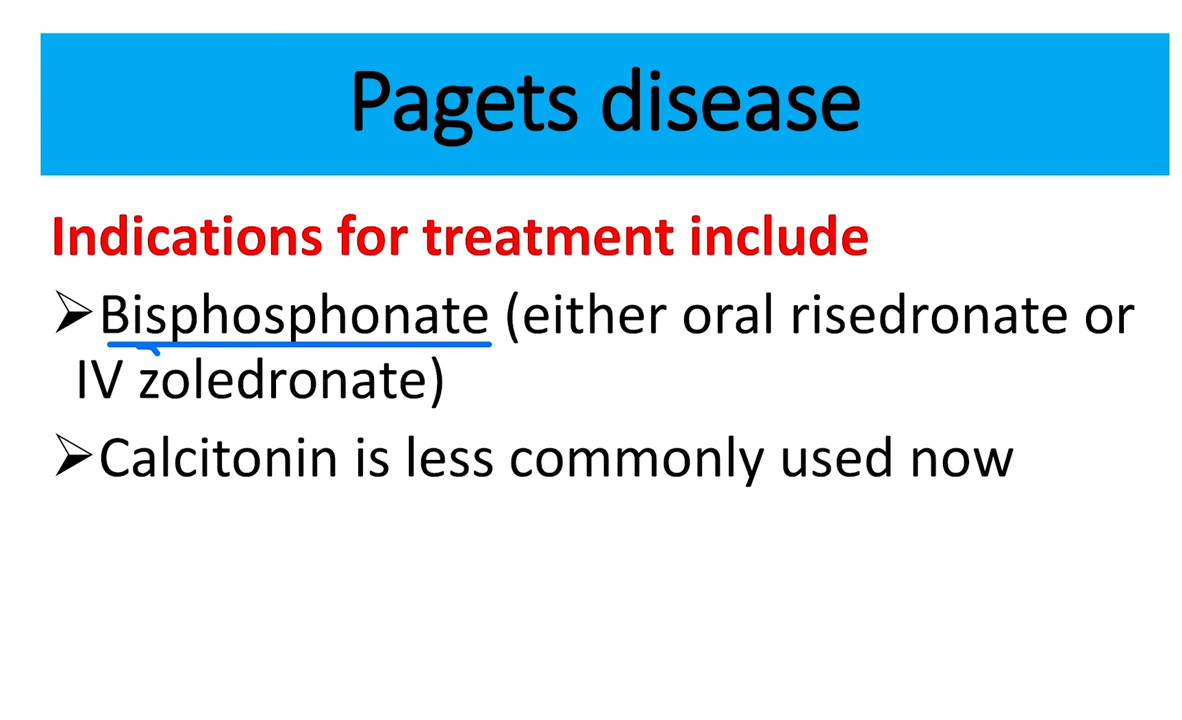 Pagets disease
Indications for treatment include
➢Bisphosphonate (either oral risedronate or
IV zoledronate)
➢Calcitonin is less commonly used now